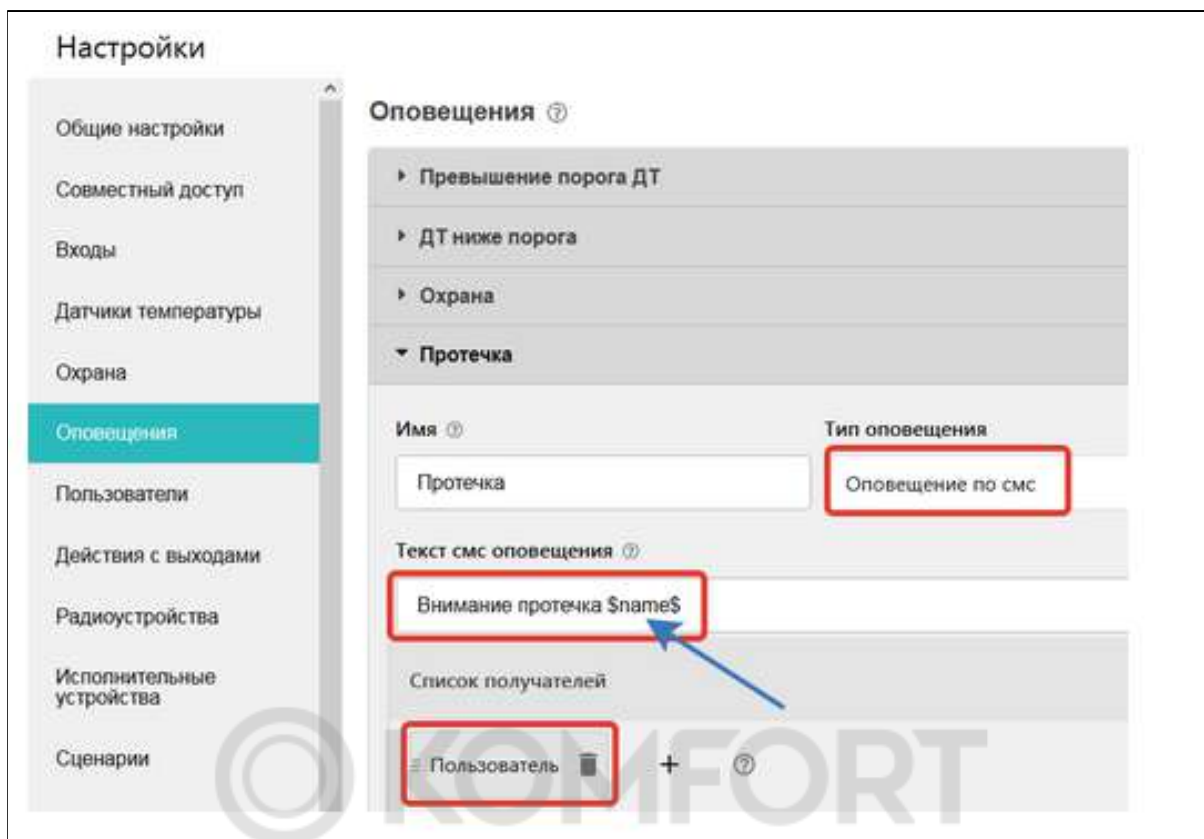 Настройки
Общие настройки
Совместный доступ
Входы
Датчики температуры
Охрана
Оповещения
Пользователи
Действия с выходами
Радиоустройства
Исполнительные
устройства
Сценарии
Оповещения ?
Превышение порога ДТ
ДТ ниже порога
Охрана
Протечка
Имя ?
Тип оповещения
Протечка
Оповещение по смс
Текст смс оповещения ?
Внимание протечка $name$
Список получателей
Пользователь + ?
KOMFORT